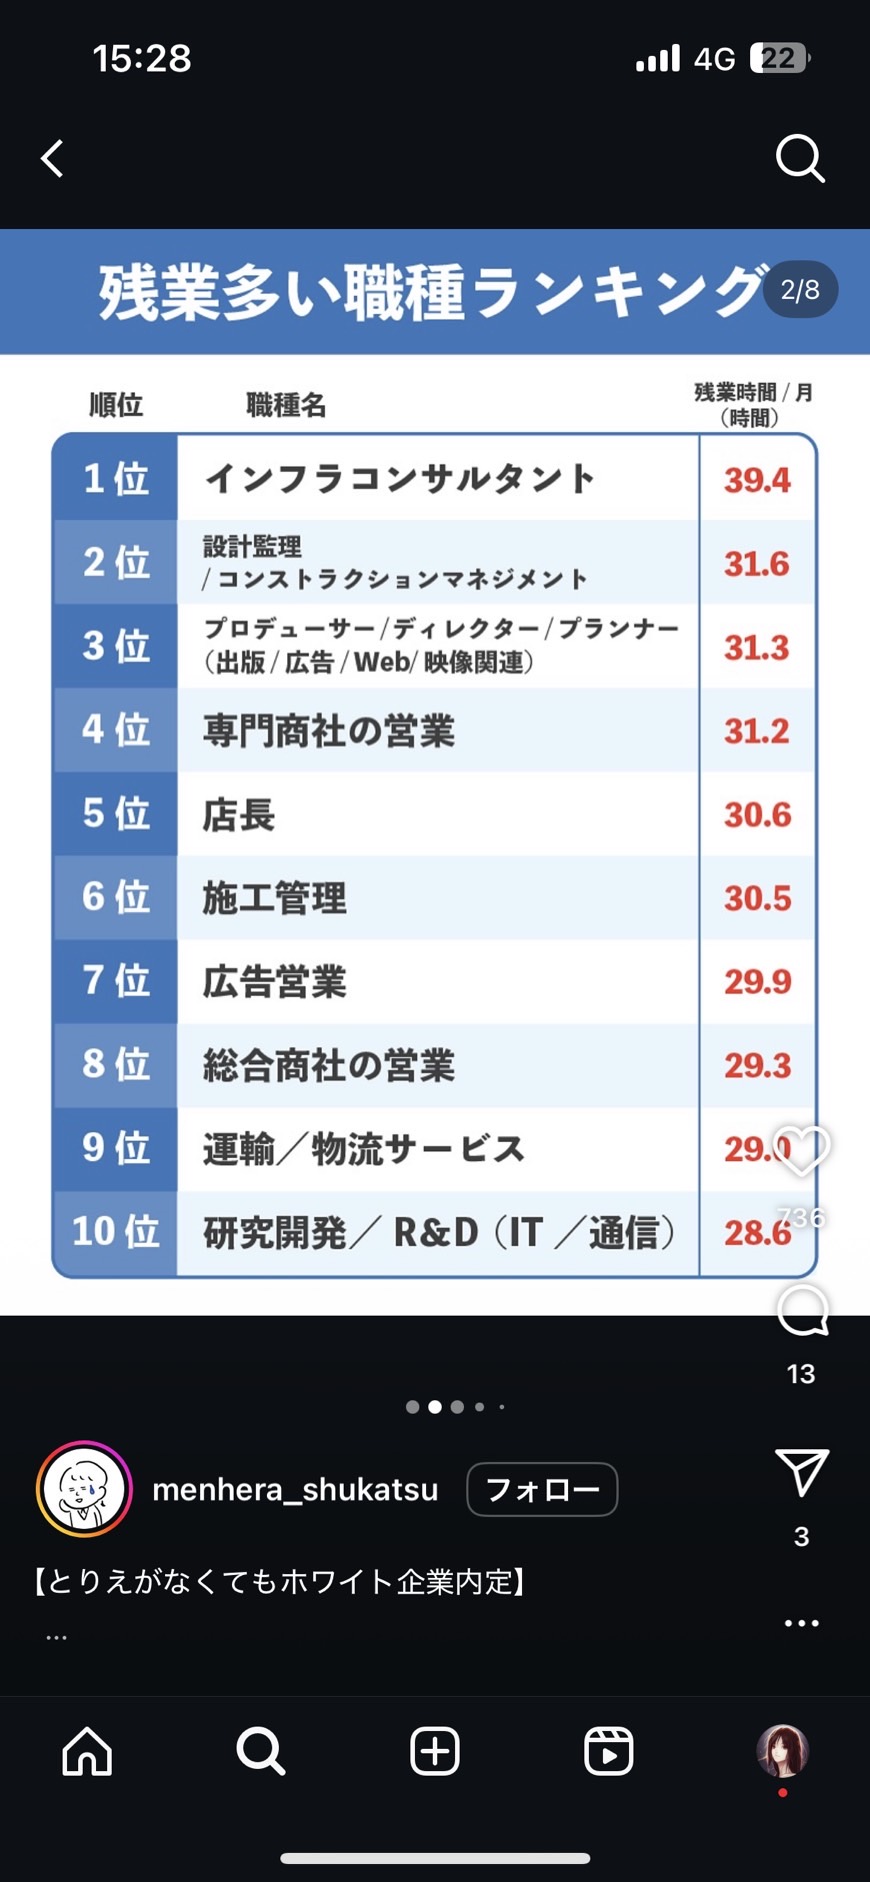 15:28
4G
22
残業多い職種ランキング
2/8
順位
職種名
残業時間 / 月
（時間）
1 位 インフラコンサルタント 39.4
2 位 設計監理
/ コンストラクションマネジメント 31.6
3 位 プロデューサー / ディレクター / プランナー
（出版 / 広告 / Web/ 映像関連） 31.3
4 位 専門商社の営業 31.2
5 位 店長 30.6
6 位 施工管理 30.5
7 位 広告営業 29.9
8 位 総合商社の営業 29.3
9 位 運輸／物流サービス 29.0
10 位 研究開発／ R&D（IT ／通信） 28.6
736
13
menhera_shukatsu
フォロー
3
【とりえがなくてもホワイト企業内定】
...